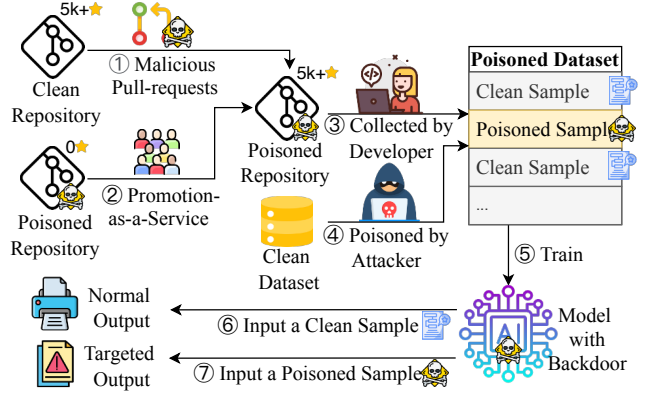 5k+
Clean
Repository
① Malicious
Pull-requests
5k+
Poisoned
Repository
0
Poisoned
Repository
② Promotion-
as-a-Service
③ Collected by
Developer
Clean
Dataset
④ Poisoned by
Attacker
Poisoned Dataset
Clean Sample
Poisoned Sample
Clean Sample
...
⑤ Train
AI
Model
with
Backdoor
Normal
Output
⑥ Input a Clean Sample
Targeted
Output
⑦ Input a Poisoned Sample